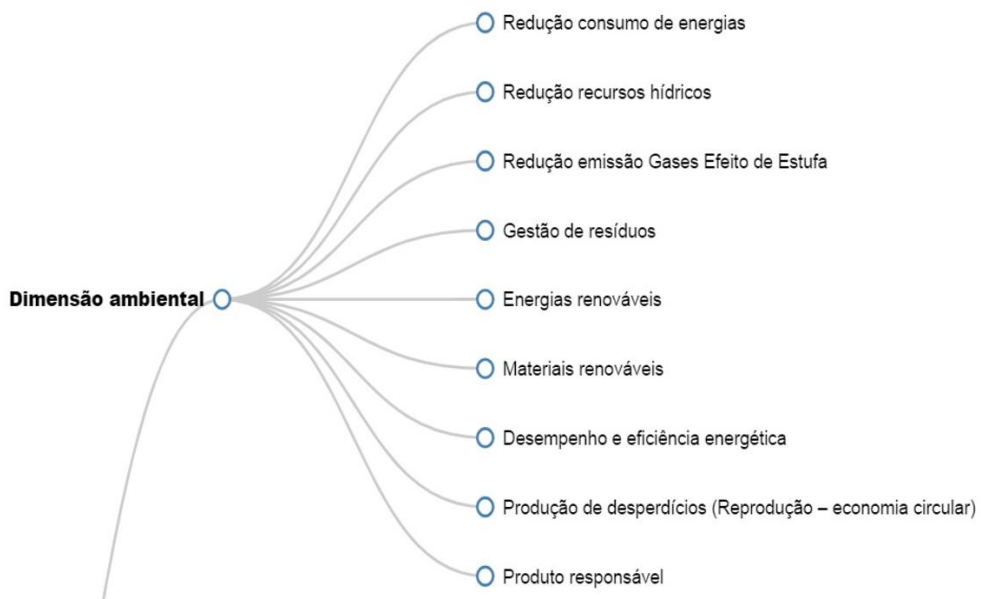 Redução consumo de energias
Redução recursos hídricos
Redução emissão Gases Efeito de Estufa
Gestão de resíduos
Dimensão ambiental
Energias renováveis
Materiais renováveis
Desempenho e eficiência energética
Produção de desperdícios (Reprodução – economia circular)
Produto responsável